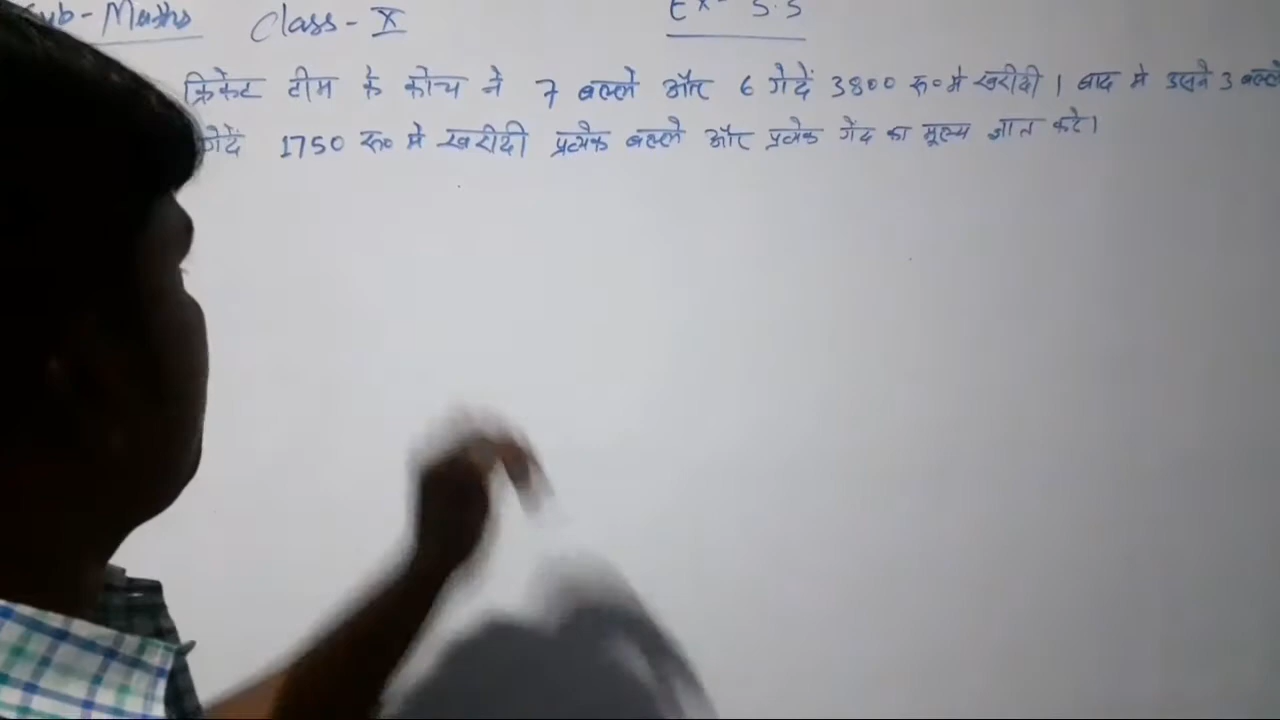 Sub- Maths Class- X Ex- 5.5
क्रिकेट टीम के कोच ने 7 बल्ले और 6 गेदें 3800 रू० मे खरीदी । बाद मे उसने 3 बल्ले
गेदें 1750 रू० मे खरीदी प्रत्येक बल्ले और प्रत्येक गेंद का मूल्य ज्ञात करे।